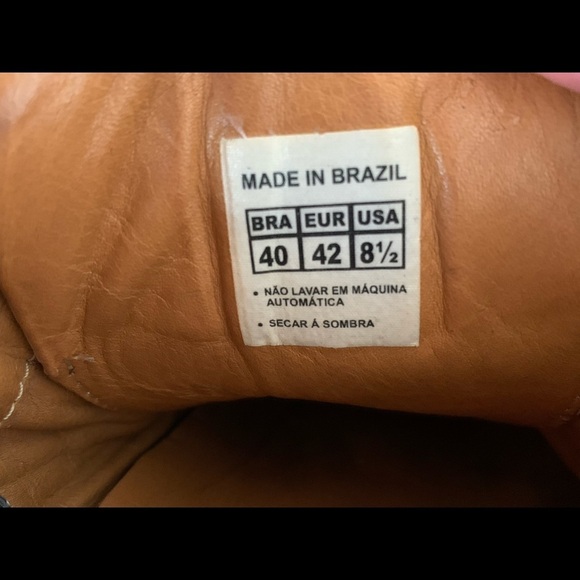 MADE IN BRAZIL
BRA EUR USA
40 42 8½
• NÃO LAVAR EM MÁQUINA
AUTOMÁTICA
• SECAR Á SOMBRA